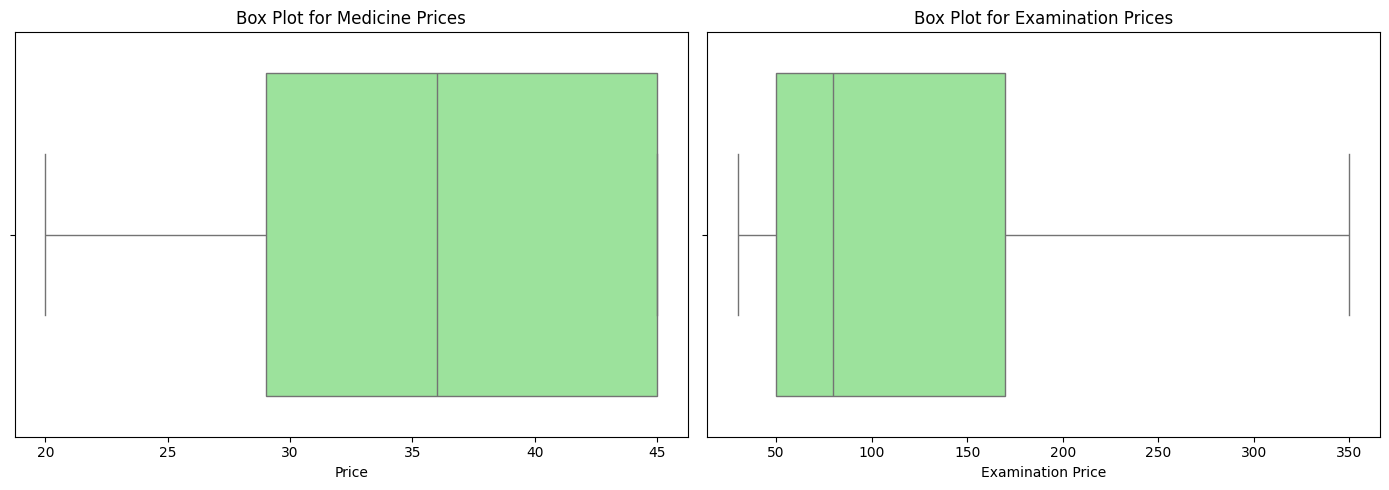 Box Plot for Medicine Prices
20 25 30 35 40 45
Price
Box Plot for Examination Prices
50 100 150 200 250 300 350
Examination Price